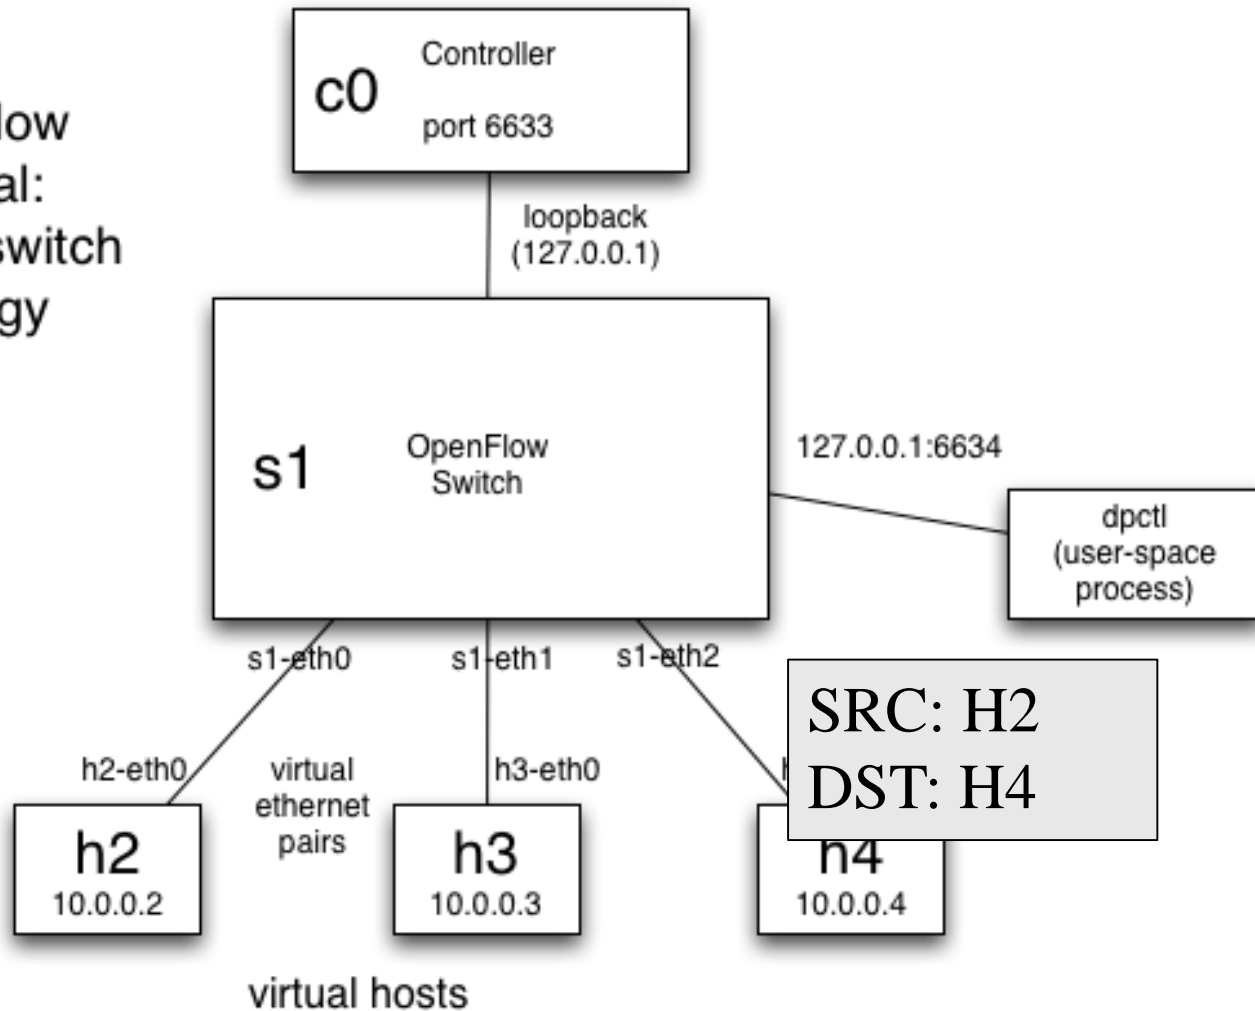 Controller
c0
port 6633
low
al:
switch
gy
loopback
(127.0.0.1)
s1
OpenFlow
Switch
127.0.0.1:6634
dpctl
(user-space
process)
s1-eth0
s1-eth1
s1-eth2
SRC: H2
DST: H4
h2-eth0
virtual
ethernet
pairs
h3-eth0
h2
10.0.0.2
h3
10.0.0.3
h4
10.0.0.4
virtual hosts